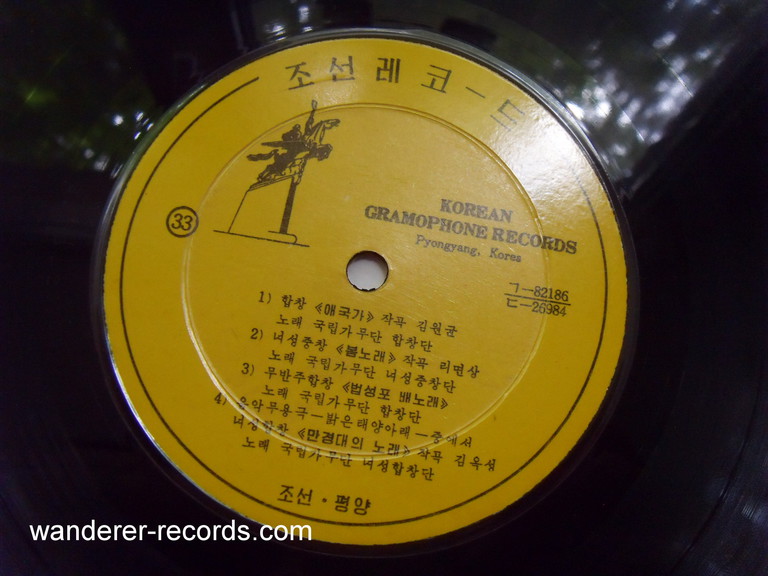 조선레코-드
33
KOREAN
GRAMOPHONE RECORDS
Pyongyang, Korea
ㄱ-82186
ㄷ-26984
1) 합창 《애국가》 작곡 김원균
노래 국립가무단 합창단
2) 녀성중창 《봄노래》 작곡 리면상
노래 국립가무단 녀성중창단
3) 무반주합창 《법성포 배노래》
노래 국립가무단 합창단
4) 음악무용극-밝은태양아래-중에서
녀성합창 《만경대의 노래》 작곡 김옥성
노래 국립가무단 녀성합창단
조선·평양
wanderer-records.com